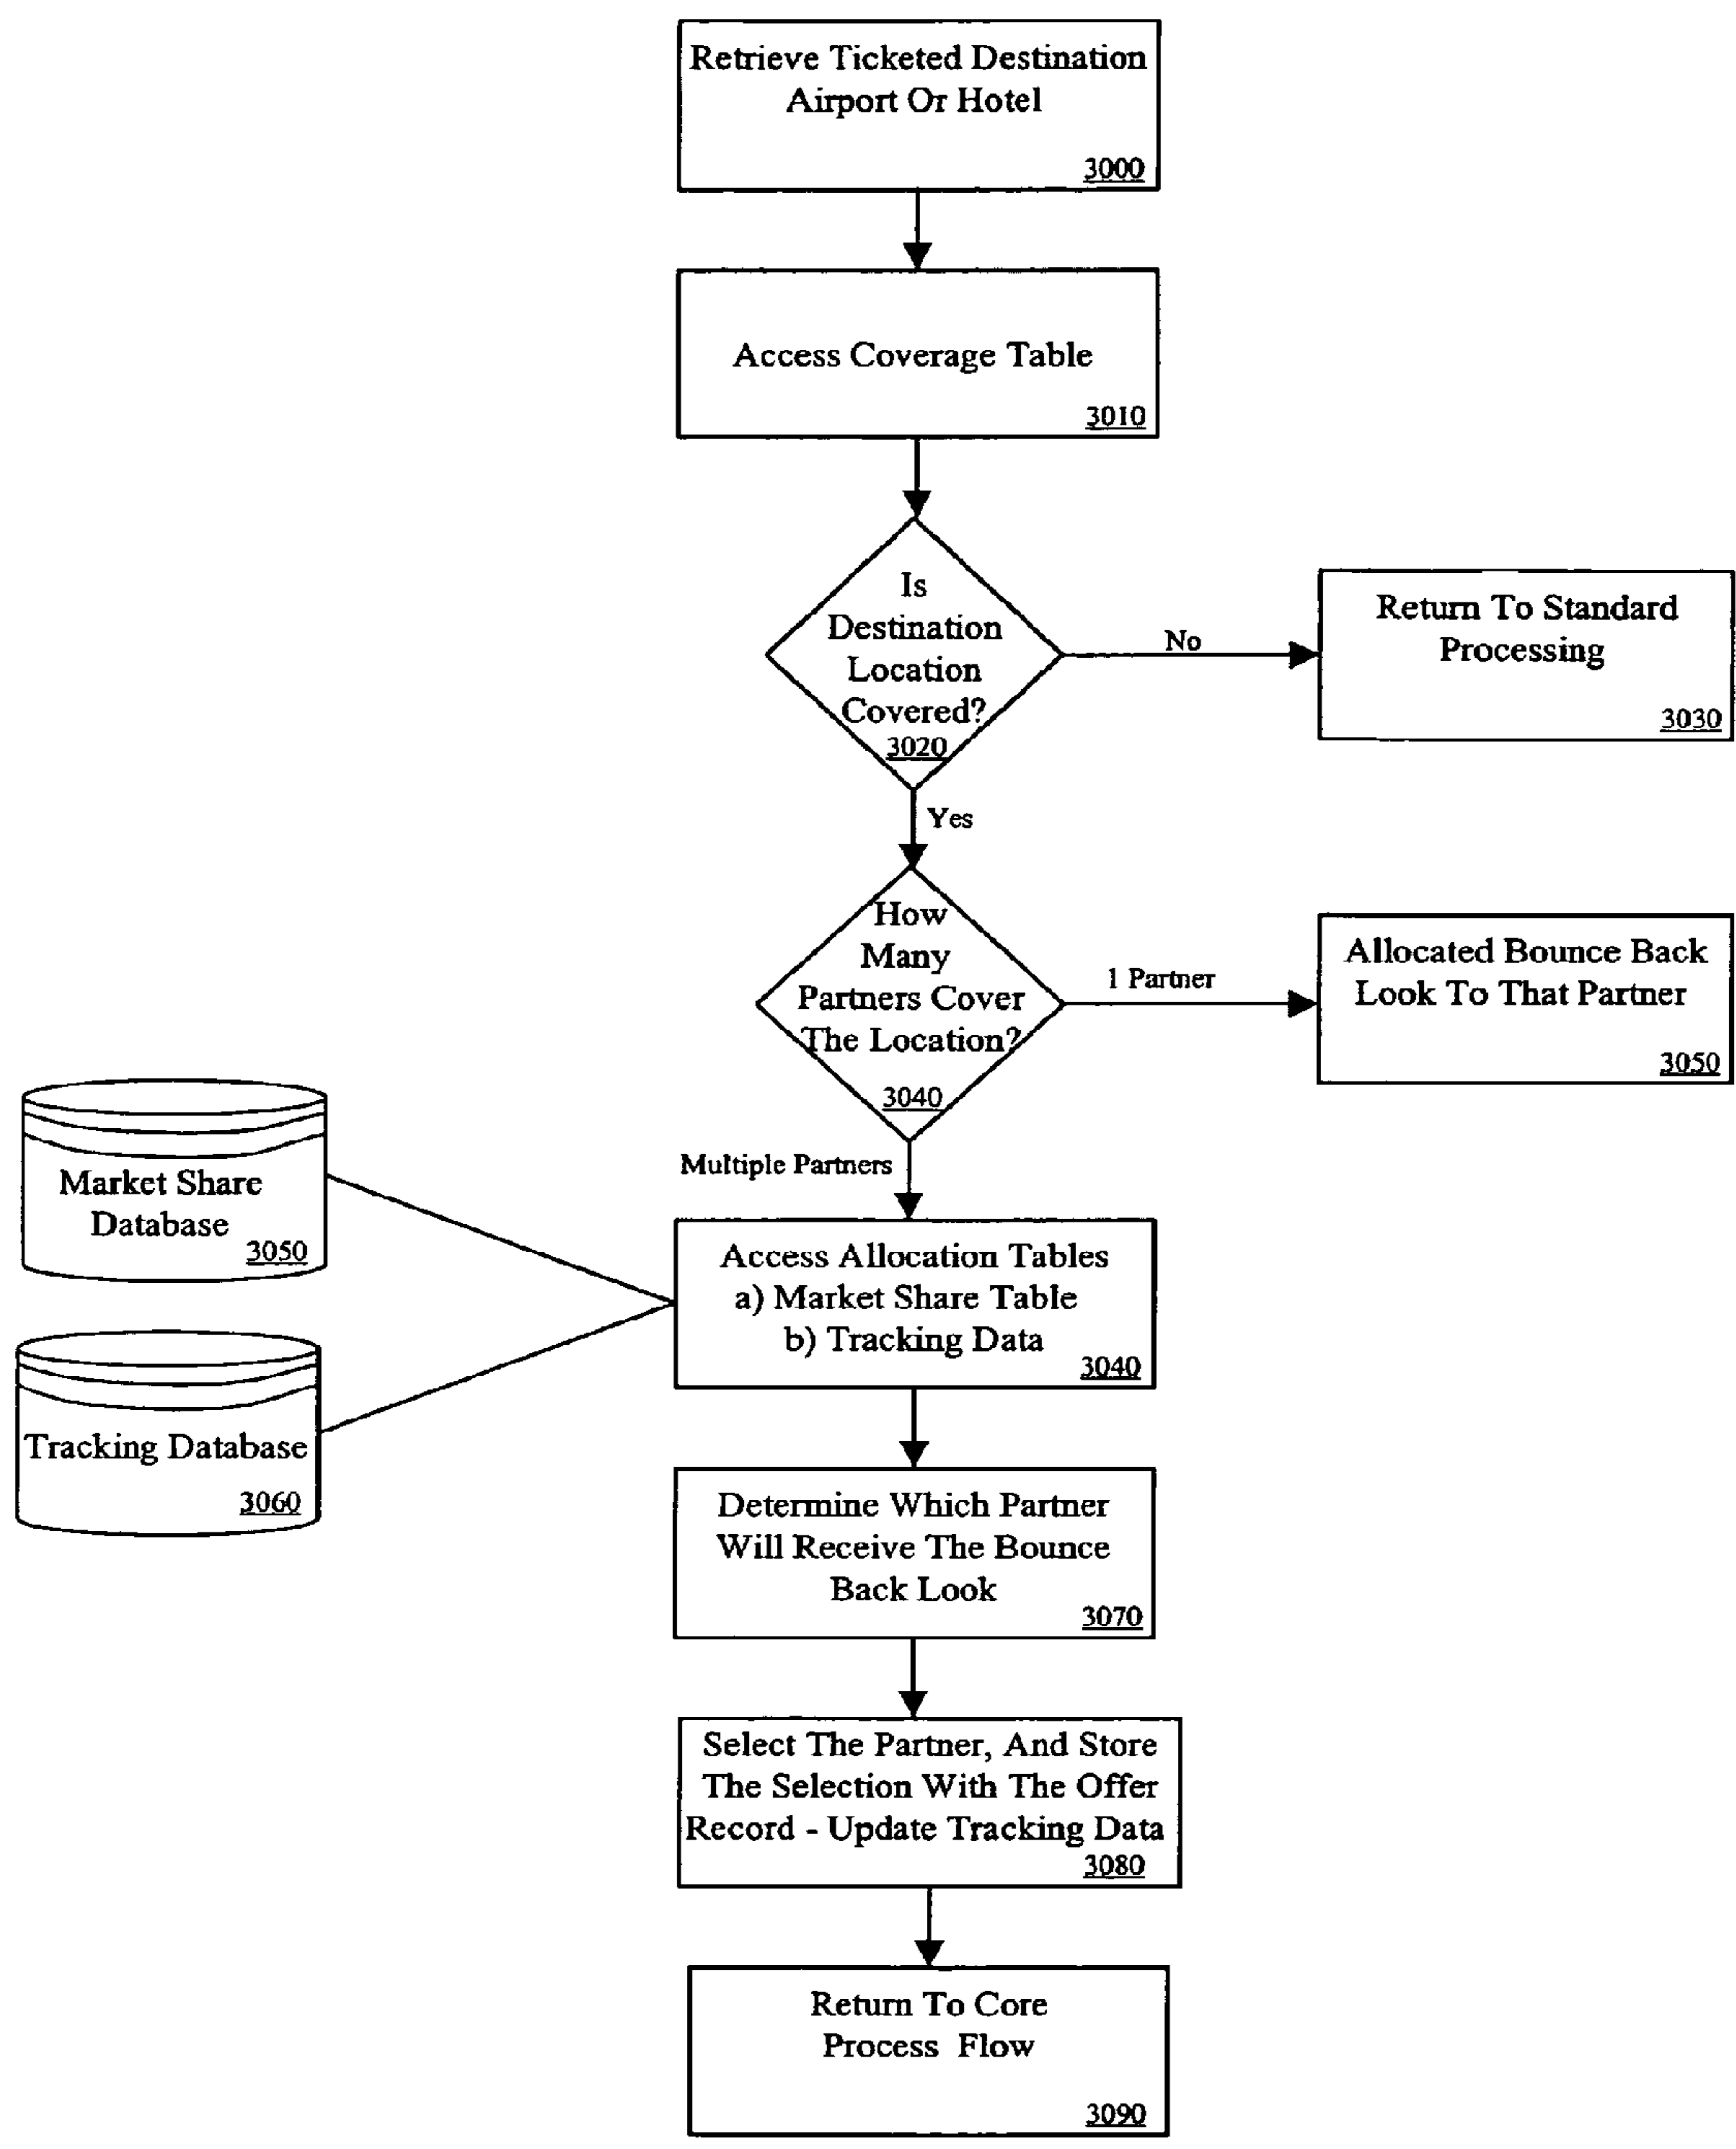 Retrieve Ticketed Destination
Airport Or Hotel
3000
Access Coverage Table
3010
Is
Destination
Location
Covered?
3020
No
Return To Standard
Processing
3030
Yes
How
Many
Partners Cover
The Location?
3040
1 Partner
Allocated Bounce Back
Look To That Partner
3050
Multiple Partners
Market Share
Database
3050
Access Allocation Tables
a) Market Share Table
b) Tracking Data
3040
Tracking Database
3060
Determine Which Partner
Will Receive The Bounce
Back Look
3070
Select The Partner, And Store
The Selection With The Offer
Record - Update Tracking Data
3080
Return To Core
Process Flow
3090